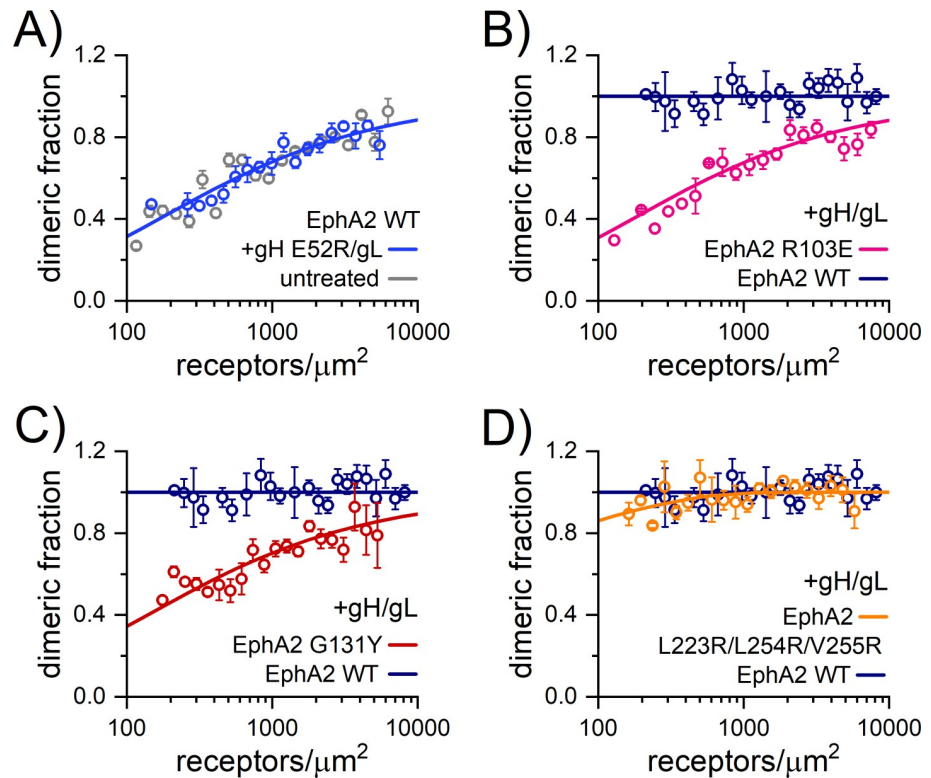 A)
1.2
0.8
0.4
0.0
dimeric fraction
EphA2 WT
+gH E52R/gL
untreated
100
1000
10000
receptors/μm²
B)
1.2
0.8
0.4
0.0
dimeric fraction
+gH/gL
EphA2 R103E
EphA2 WT
100
1000
10000
receptors/μm²
C)
1.2
0.8
0.4
0.0
dimeric fraction
+gH/gL
EphA2 G131Y
EphA2 WT
100
1000
10000
receptors/μm²
D)
1.2
0.8
0.4
0.0
dimeric fraction
+gH/gL
EphA2
L223R/L254R/V255R
EphA2 WT
100
1000
10000
receptors/μm²